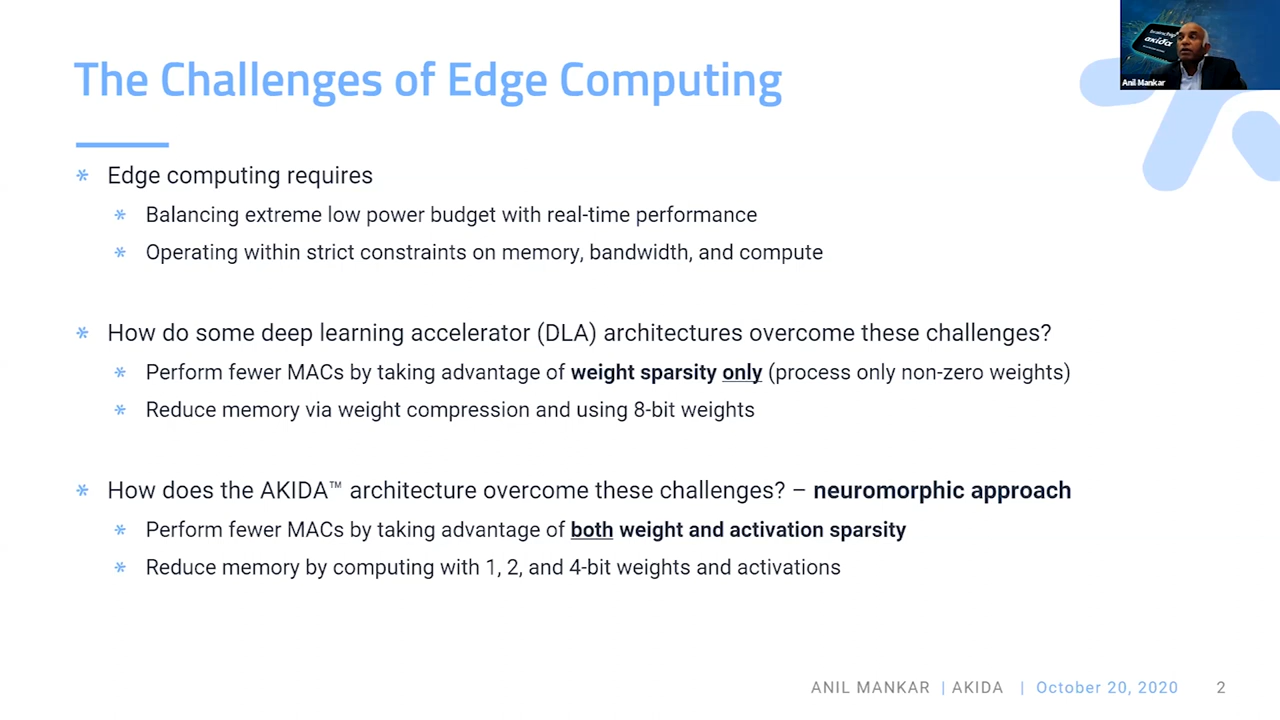 brainchip
akida
Anil Mankar
The Challenges of Edge Computing
* Edge computing requires
* Balancing extreme low power budget with real-time performance
* Operating within strict constraints on memory, bandwidth, and compute
* How do some deep learning accelerator (DLA) architectures overcome these challenges?
* Perform fewer MACs by taking advantage of weight sparsity only (process only non-zero weights)
* Reduce memory via weight compression and using 8-bit weights
* How does the AKIDA™ architecture overcome these challenges? – neuromorphic approach
* Perform fewer MACs by taking advantage of both weight and activation sparsity
* Reduce memory by computing with 1, 2, and 4-bit weights and activations
ANIL MANKAR | AKIDA | October 20, 2020 2